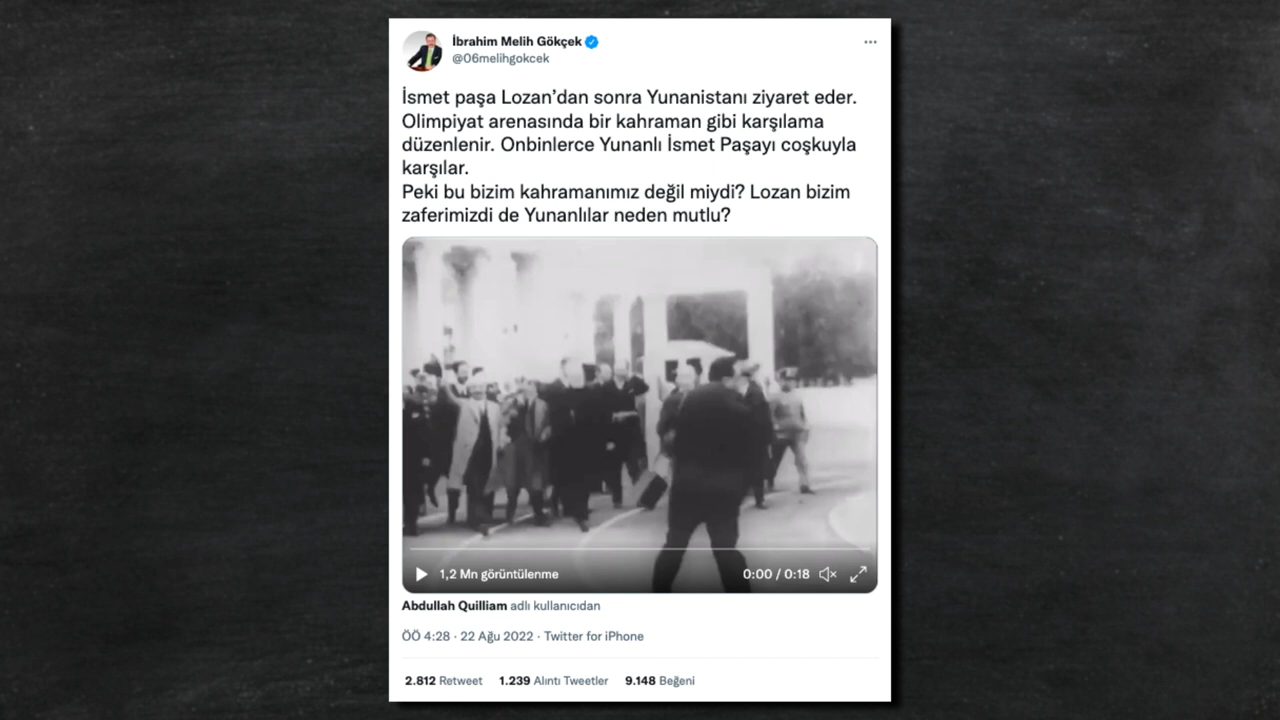 İbrahim Melih Gökçek
@06melihgokcek
İsmet paşa Lozan’dan sonra Yunanistanı ziyaret eder.
Olimpiyat arenasında bir kahraman gibi karşılama
düzenlenir. Onbinlerce Yunanlı İsmet Paşayı coşkuyla
karşılar.
Peki bu bizim kahramanımız değil miydi? Lozan bizim
zaferimizdi de Yunanlılar neden mutlu?
1,2 Mn görüntülenme
0:00 / 0:18
Abdullah Quilliam adlı kullanıcıdan
ÖÖ 4:28 · 22 Ağu 2022 · Twitter for iPhone
2.812 Retweet 1.239 Alıntı Tweetler 9.148 Beğeni